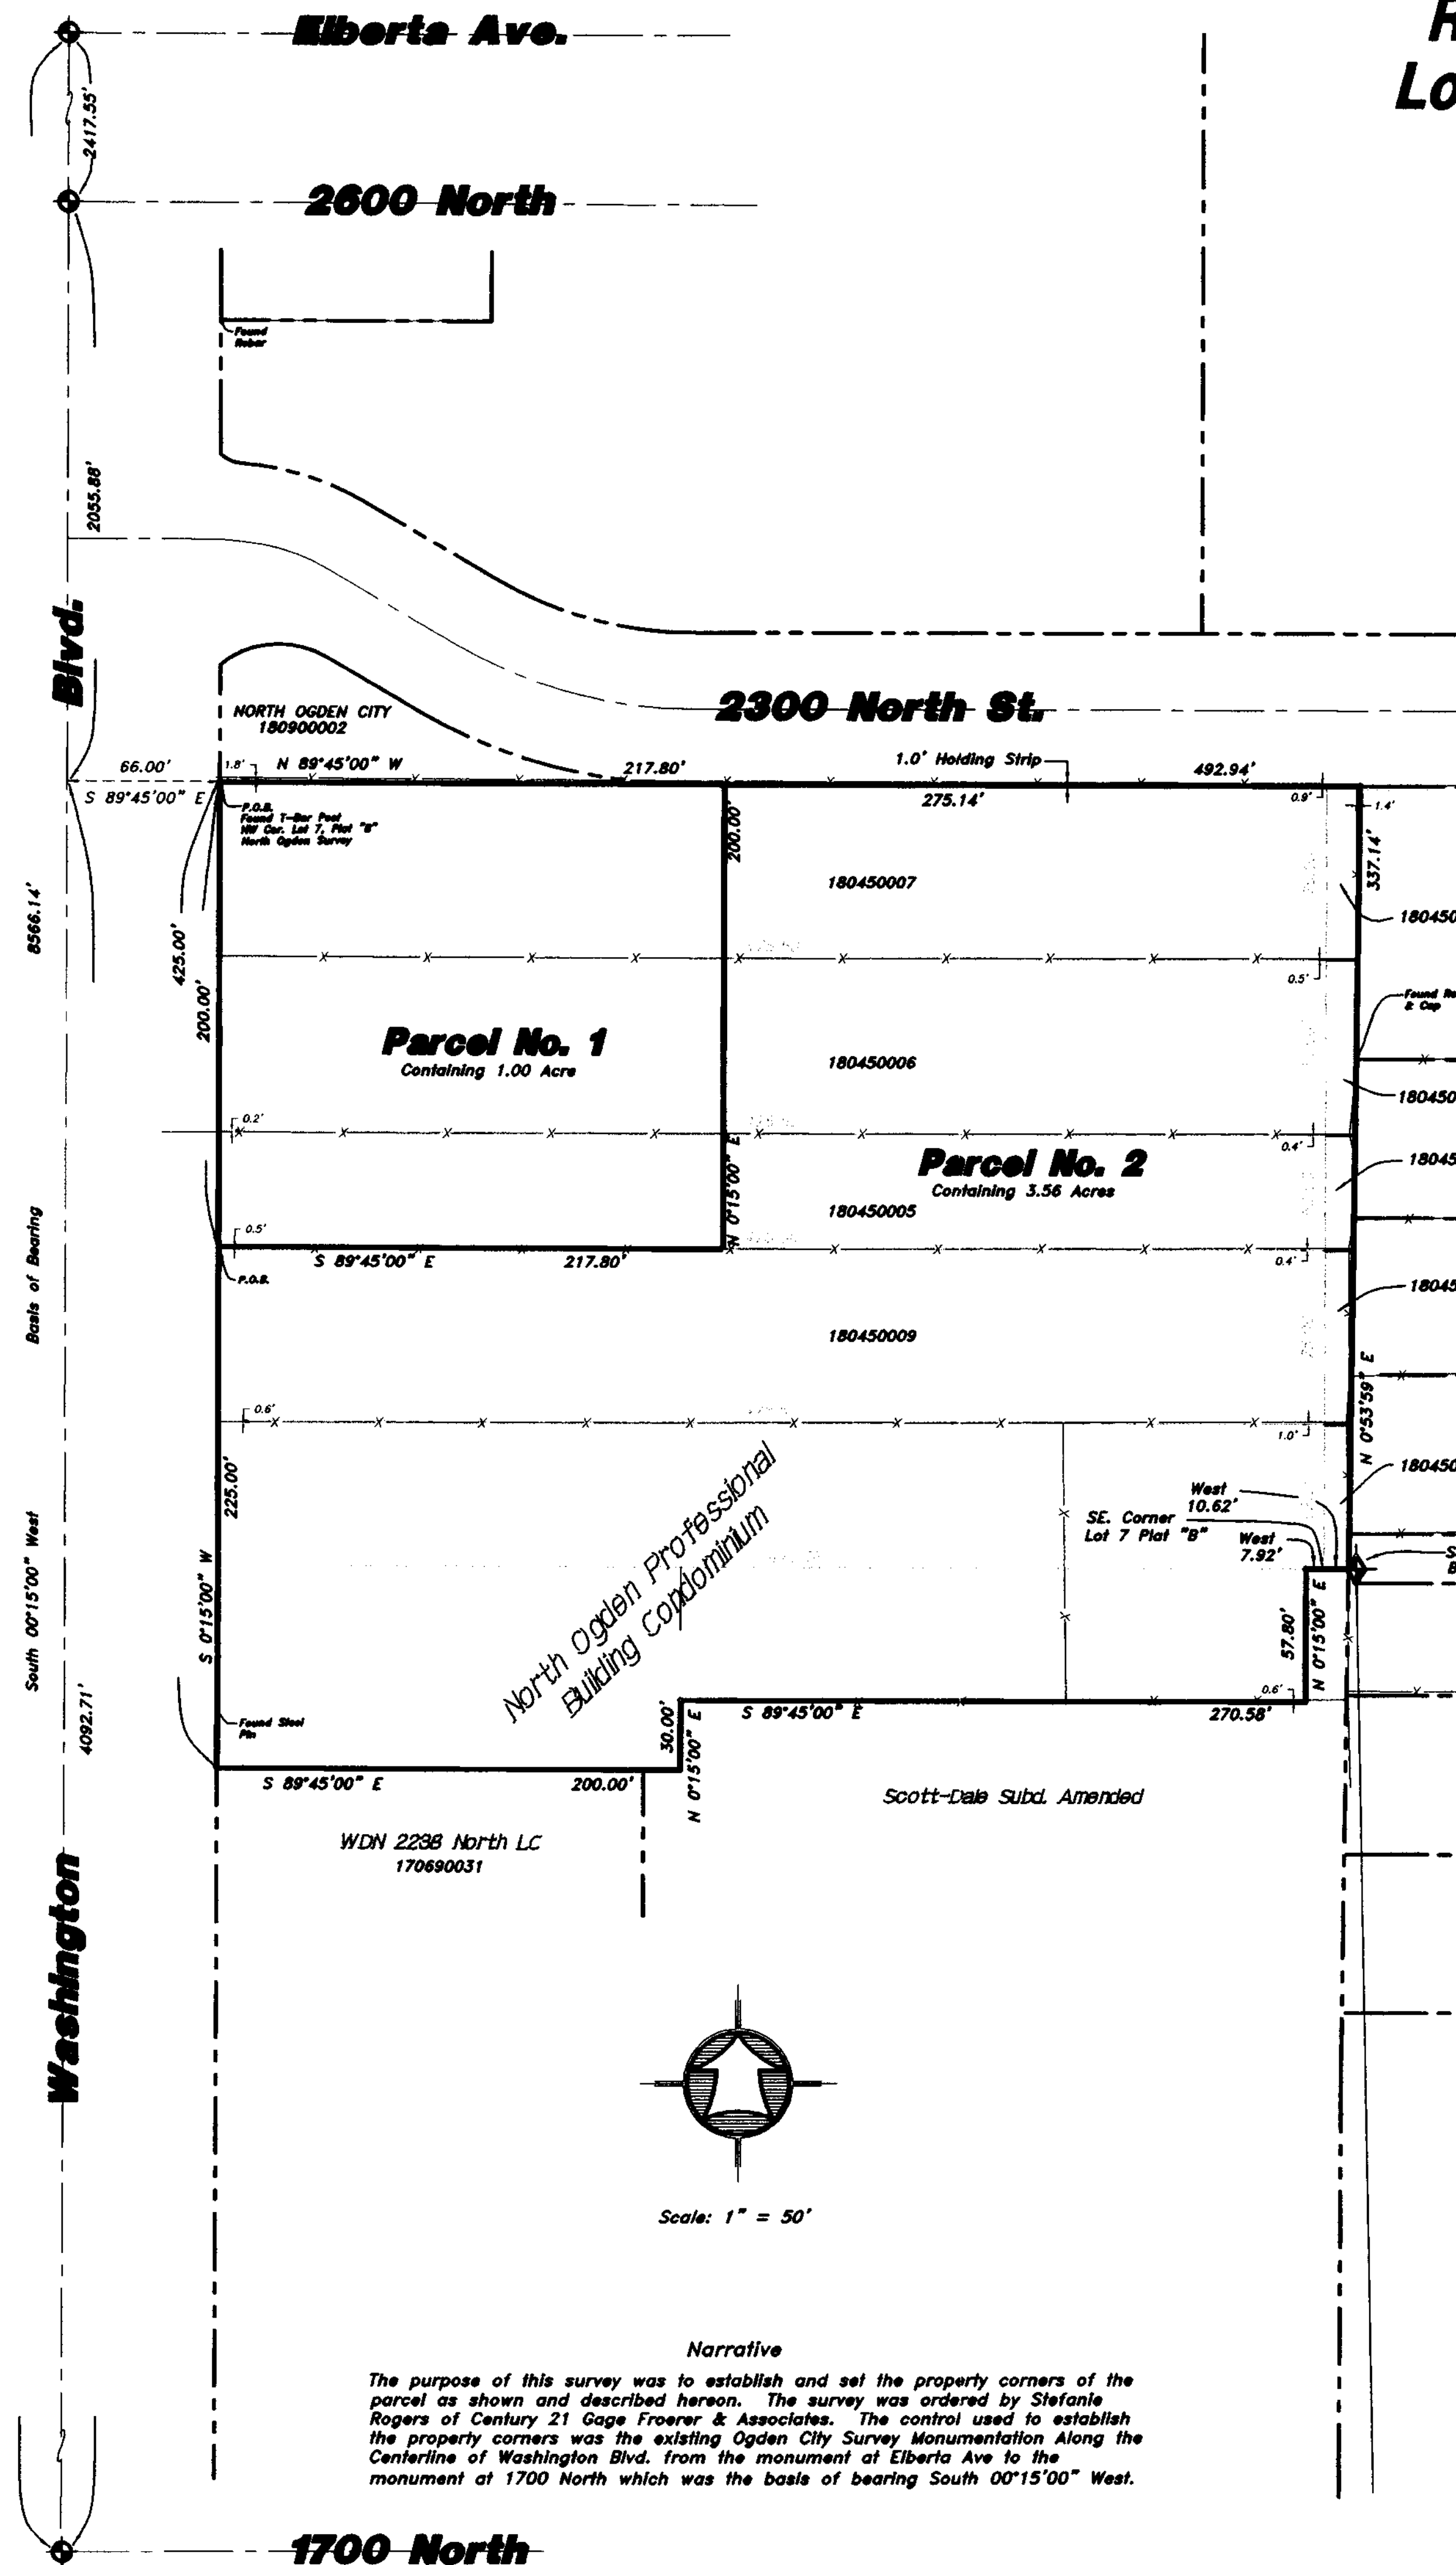 Elberta Ave.
R
Lo
2417.55'
2600 North
Found
Rebar
2055.88'
Blvd.
NORTH OGDEN CITY
180900002
2300 North St.
66.00'
S 89°45'00" E
1.8'
N 89°45'00" W
217.80'
1.0' Holding Strip
492.94'
275.14'
0.9'
1.4'
P.O.B.
Found T-Bar Post
NW Cor. Lot 7, Plat "B"
North Ogden Survey
200.00'
337.14'
180450007
180450
8566.14'
425.00'
200.00'
0.5'
Found Re
& Cap
Parcel No. 1
Containing 1.00 Acre
180450006
180450
0.2'
0.4'
N 0°15'00" E
Parcel No. 2
Containing 3.56 Acres
18045
180450005
0.5'
S 89°45'00" E
217.80'
0.4'
P.O.B.
18045
Basis of Bearing
180450009
N 0°53'59" E
0.6'
1.0'
225.00'
S 0°15'00" W
South 00°15'00" West
North Ogden Professional
Building Condominium
180450
West
10.62'
SE. Corner
Lot 7 Plat "B"
West
7.92'
S
B
57.80'
N 0°15'00" E
4092.71'
Found Steel
Pin
30.00'
N 0°15'00" E
S 89°45'00" E
0.6'
270.58'
S 89°45'00" E
200.00'
Scott-Dale Subd. Amended
WDN 2238 North LC
170690031
Washington
Scale: 1" = 50'
Narrative
The purpose of this survey was to establish and set the property corners of the
parcel as shown and described hereon. The survey was ordered by Stefanie
Rogers of Century 21 Gage Froerer & Associates. The control used to establish
the property corners was the existing Ogden City Survey Monumentation Along the
Centerline of Washington Blvd. from the monument at Elberta Ave to the
monument at 1700 North which was the basis of bearing South 00°15'00" West.
1700 North